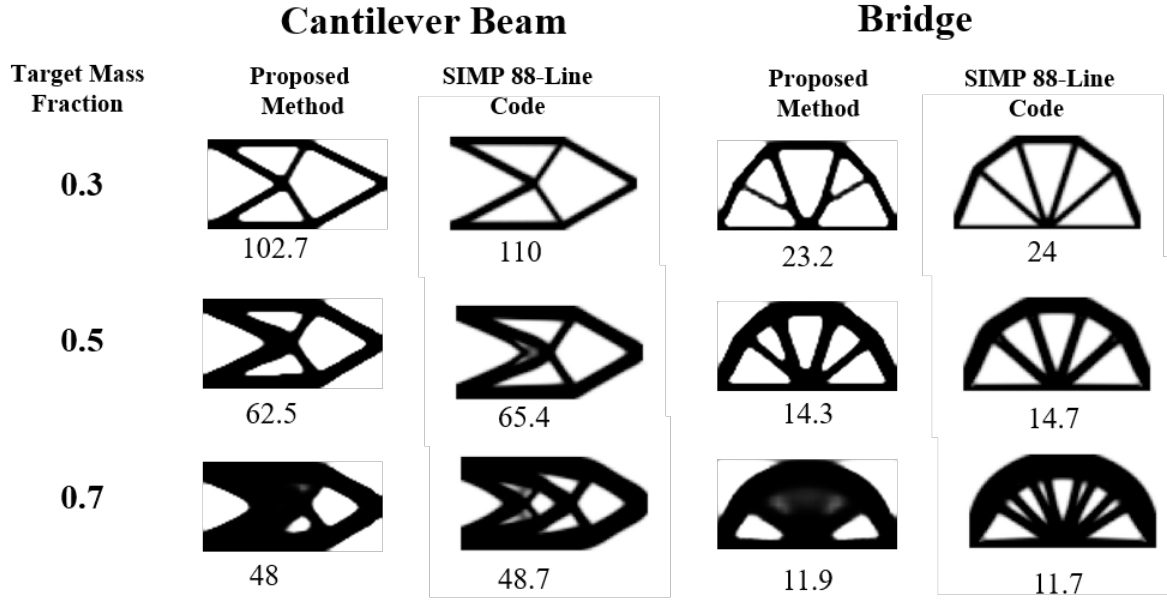 Cantilever Beam
Bridge
Target Mass
Fraction
Proposed
Method
SIMP 88-Line
Code
Proposed
Method
SIMP 88-Line
Code
0.3
102.7
110
23.2
24
0.5
62.5
65.4
14.3
14.7
0.7
48
48.7
11.9
11.7